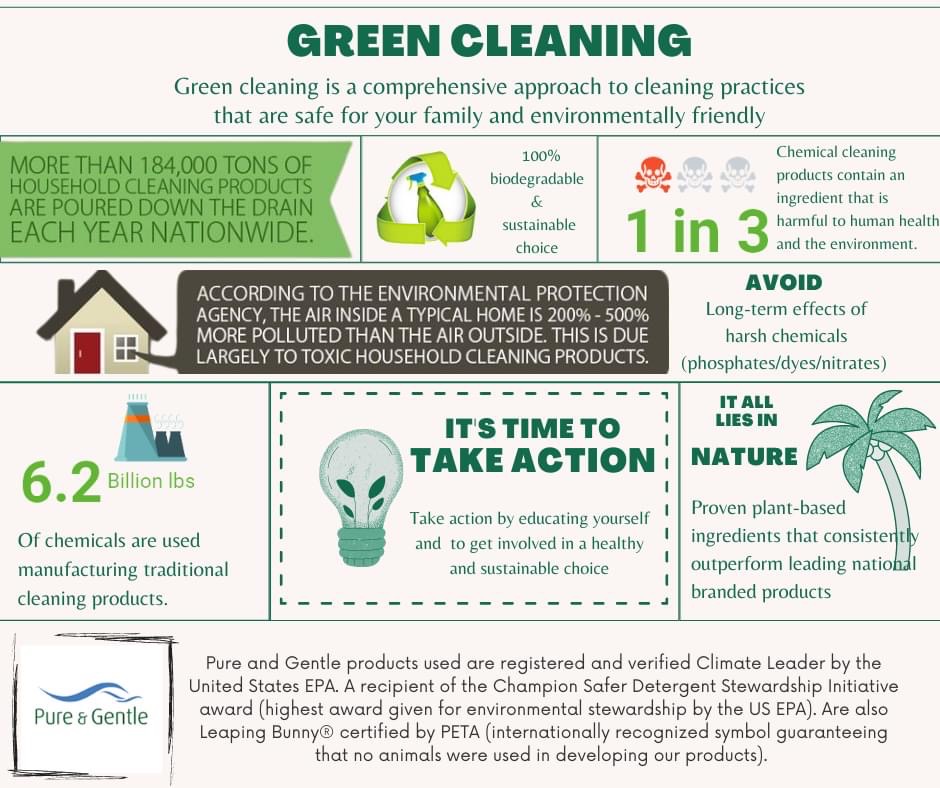 GREEN CLEANING
Green cleaning is a comprehensive approach to cleaning practices
that are safe for your family and environmentally friendly
MORE THAN 184,000 TONS OF
HOUSEHOLD CLEANING PRODUCTS
ARE POURED DOWN THE DRAIN
EACH YEAR NATIONWIDE.
100%
biodegradable
&
sustainable
choice
1 in 3
Chemical cleaning
products contain an
ingredient that is
harmful to human health
and the environment.
ACCORDING TO THE ENVIRONMENTAL PROTECTION
AGENCY, THE AIR INSIDE A TYPICAL HOME IS 200% - 500%
MORE POLLUTED THAN THE AIR OUTSIDE. THIS IS DUE
LARGELY TO TOXIC HOUSEHOLD CLEANING PRODUCTS.
AVOID
Long-term effects of
harsh chemicals
(phosphates/dyes/nitrates)
6.2 Billion lbs
Of chemicals are used
manufacturing traditional
cleaning products.
IT'S TIME TO
TAKE ACTION
Take action by educating yourself
and to get involved in a healthy
and sustainable choice
IT ALL
LIES IN
NATURE
Proven plant-based
ingredients that consistently
outperform leading national
branded products
Pure & Gentle
Pure and Gentle products used are registered and verified Climate Leader by the
United States EPA. A recipient of the Champion Safer Detergent Stewardship Initiative
award (highest award given for environmental stewardship by the US EPA). Are also
Leaping Bunny® certified by PETA (internationally recognized symbol guaranteeing
that no animals were used in developing our products).